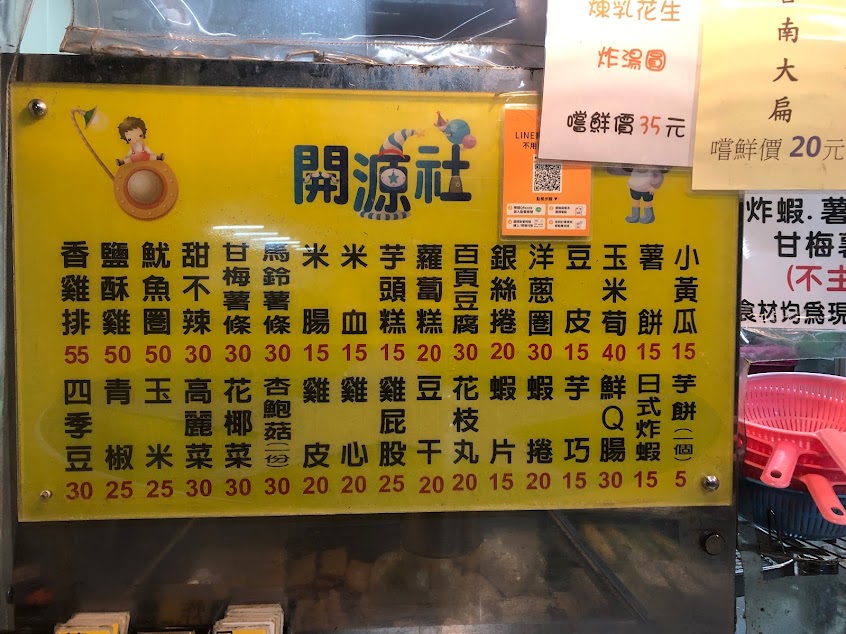 煉乳花生
炸湯圓
嚐鮮價35元
南大扁
嚐鮮價 20元
開源社
LINE
不用
香雞排 55
鹽酥雞 50
魷魚圈 50
甜不辣 30
甘梅薯條 30
馬鈴薯條 30
米腸 15
米血 15
芋頭糕 15
蘿蔔糕 20
百頁豆腐 30
銀絲捲 20
洋蔥圈 30
豆皮 15
玉米筍 40
薯餅 15
小黃瓜 15
四季豆 30
青椒 25
玉米 25
高麗菜 30
花椰菜 30
杏鮑菇(一份) 30
雞皮 20
雞心 20
雞屁股 25
豆干 20
花枝丸 20
蝦片 15
蝦捲 20
芋巧 15
鮮Q腸 30
日式炸蝦 15
芋餅(一個) 5
炸蝦.薯
甘梅薯
(不主
食材均為現